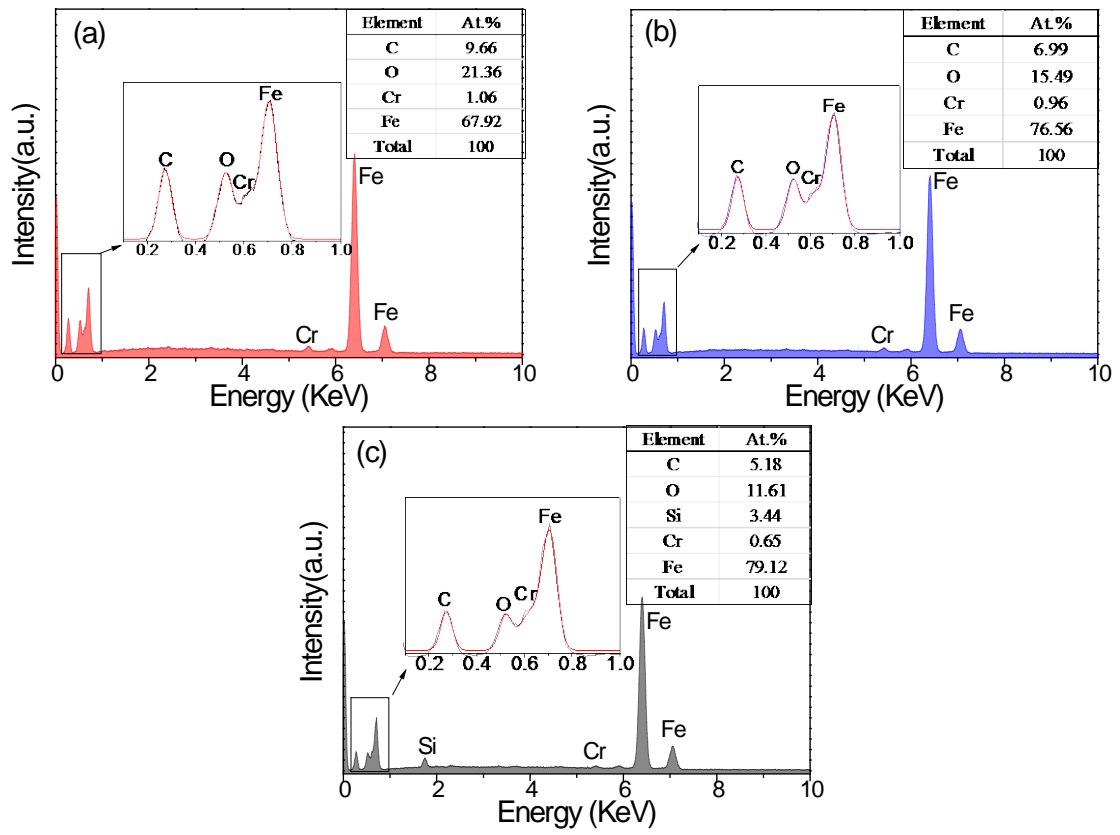 (a)
Element At.%
C 9.66
O 21.36
Cr 1.06
Fe 67.92
Total 100
Fe
C
O
Cr
0.2 0.4 0.6 0.8 1.0
Fe
Fe
Cr
Intensity(a.u.)
0 2 4 6 8 10
Energy (KeV)
(b)
Element At.%
C 6.99
O 15.49
Cr 0.96
Fe 76.56
Total 100
Fe
C
O
Cr
0.2 0.4 0.6 0.8 1.0
Fe
Fe
Cr
Intensity(a.u.)
0 2 4 6 8 10
Energy (KeV)
(c)
Element At.%
C 5.18
O 11.61
Si 3.44
Cr 0.65
Fe 79.12
Total 100
Fe
C
O
Cr
0.2 0.4 0.6 0.8 1.0
Fe
Fe
Si
Cr
Intensity(a.u.)
0 2 4 6 8 10
Energy (KeV)